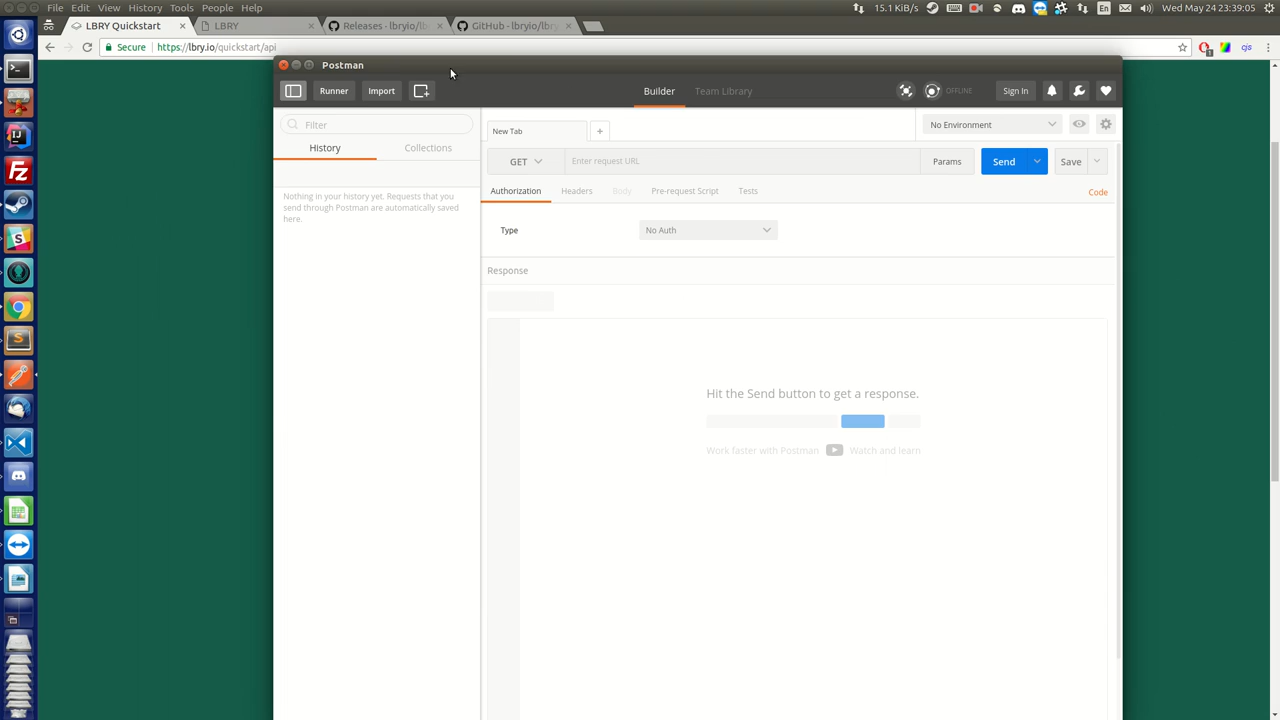 File Edit View History Tools People Help
15.1 KiB/s En Wed May 24 23:39:05
LBRY Quickstart LBRY Releases · lbryio/lb GitHub - lbryio/lbr
Secure https://lbry.io/quickstart/api
1 ojs
Postman
Runner Import Builder Team Library OFFLINE Sign In
Filter
New Tab +
No Environment
History Collections
GET Enter request URL Params Send Save
Authorization Headers Body Pre-request Script Tests Code
Nothing in your history yet. Requests that you
send through Postman are automatically saved
here.
Type No Auth
Response
Hit the Send button to get a response.
Work faster with Postman Watch and learn